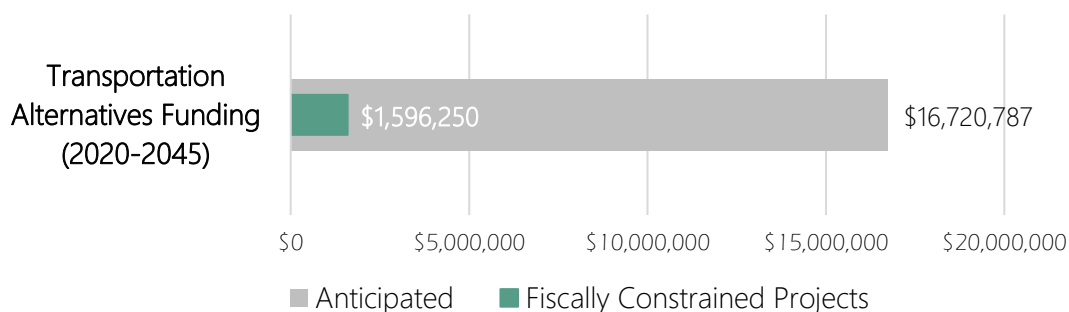 Transportation
Alternatives Funding
(2020-2045)
$1,596,250
$16,720,787
$0
$5,000,000
$10,000,000
$15,000,000
$20,000,000
Anticipated
Fiscally Constrained Projects